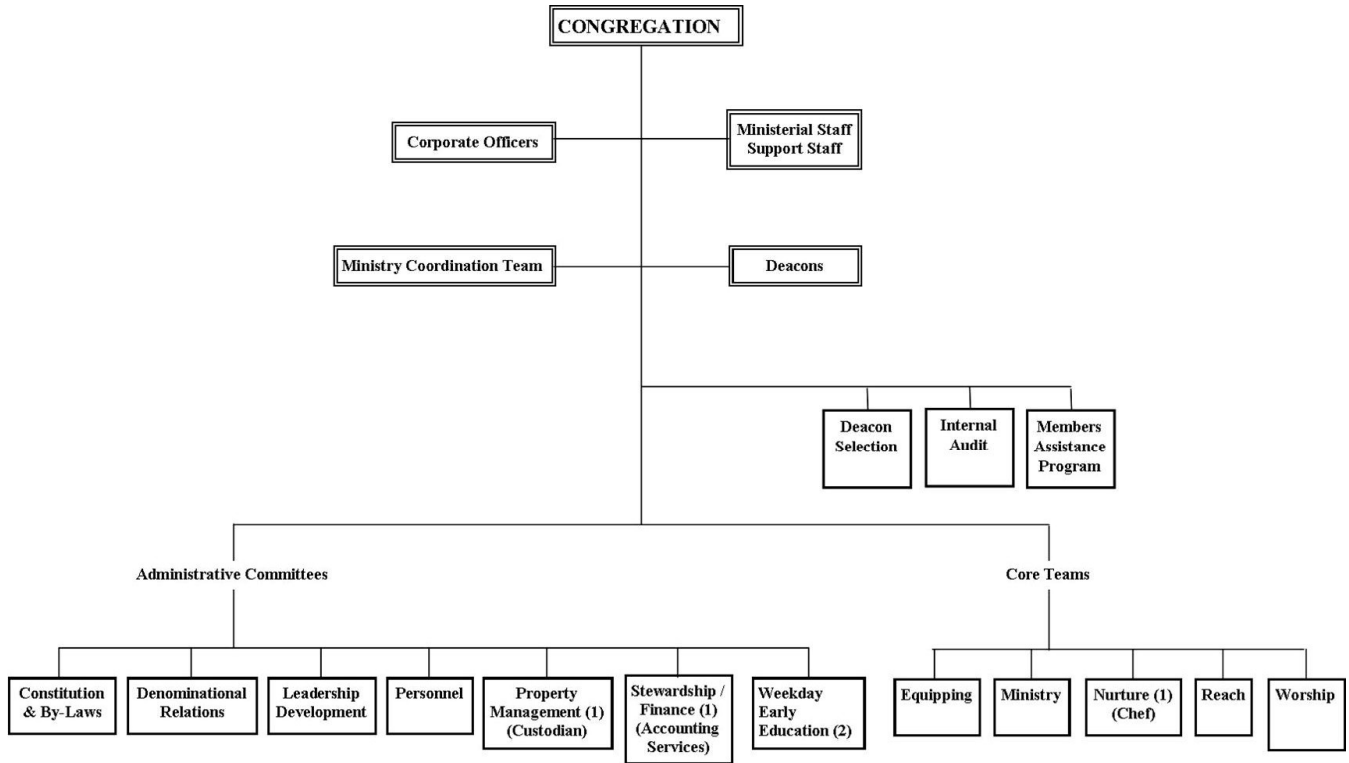 CONGREGATION
Corporate Officers
Ministerial Staff
Support Staff
Ministry Coordination Team
Deacons
Deacon
Selection
Internal
Audit
Members
Assistance
Program
Administrative Committees
Core Teams
Constitution
& By-Laws
Denominational
Relations
Leadership
Development
Personnel
Property
Management (1)
(Custodian)
Stewardship /
Finance (1)
(Accounting
Services)
Weekday
Early
Education (2)
Equipping
Ministry
Nurture (1)
(Chef)
Reach
Worship